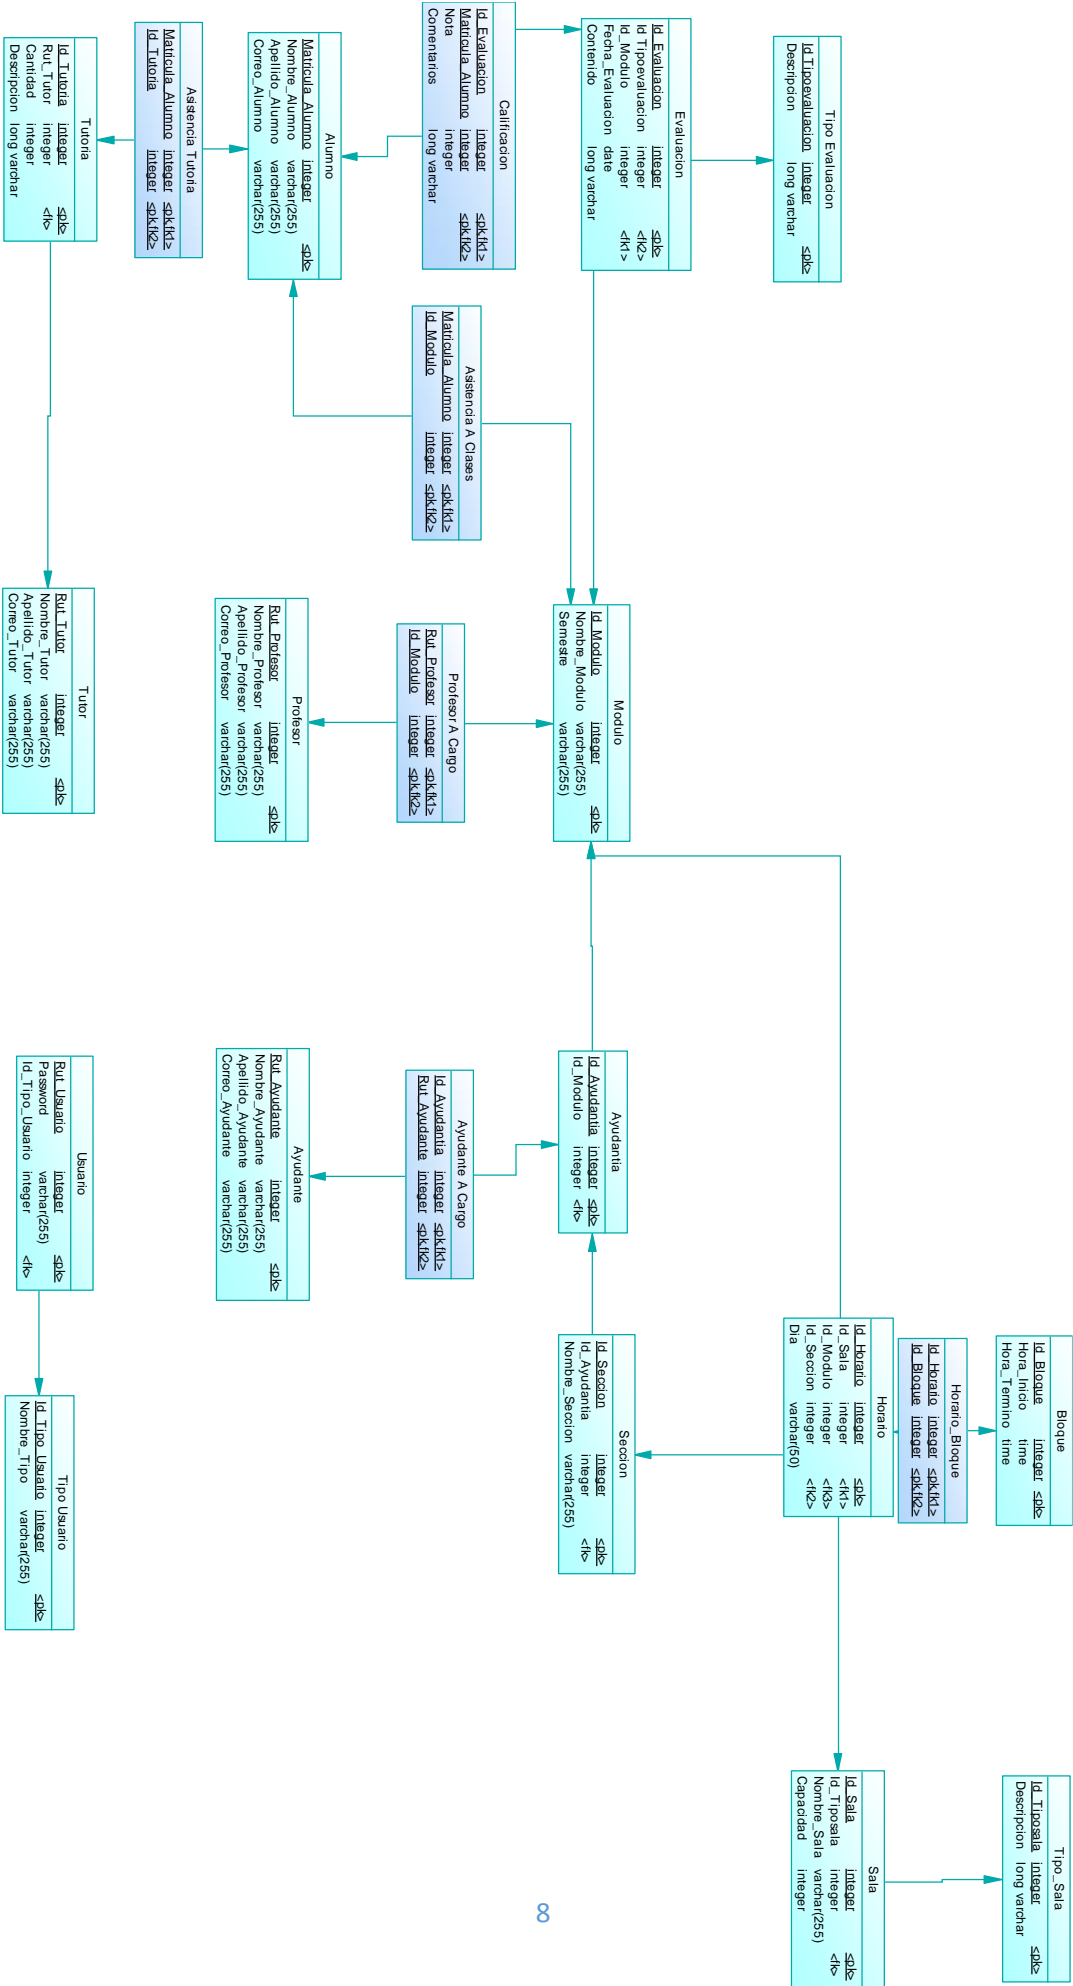 Tipo Evaluacion
Id_Tipoevaluacion integer <pk>
Descripcion long varchar
Evaluacion
Id_Evaluacion integer <pk>
Id_Tipoevaluacion integer <fk2>
Id_Modulo integer <fk1>
Fecha_Evaluacion date
Contenido long varchar
Calificacion
Id_Evaluacion integer <pk,fk1>
Matricula_Alumno integer <pk,fk2>
Nota integer
Comentarios long varchar
Alumno
Matricula_Alumno integer <pk>
Nombre_Alumno varchar(255)
Apellido_Alumno varchar(255)
Correo_Alumno varchar(255)
Asistencia Tutoria
Matricula_Alumno integer <pk,fk1>
Id_Tutoria integer <pk,fk2>
Tutoria
Id_Tutoria integer <pk>
Rut_Tutor integer <fk>
Cantidad integer
Descripcion long varchar
Asistencia A Clases
Matricula_Alumno integer <pk,fk1>
Id_Modulo integer <pk,fk2>
Modulo
Id_Modulo integer <pk>
Nombre_Modulo varchar(255)
Semestre varchar(255)
Profesor A Cargo
Rut_Profesor integer <pk,fk1>
Id_Modulo integer <pk,fk2>
Profesor
Rut_Profesor integer <pk>
Nombre_Profesor varchar(255)
Apellido_Profesor varchar(255)
Correo_Profesor varchar(255)
Tutor
Rut_Tutor integer <pk>
Nombre_Tutor varchar(255)
Apellido_Tutor varchar(255)
Correo_Tutor varchar(255)
Ayudantia
Id_Ayudantia integer <pk>
Id_Modulo integer <fk>
Ayudante A Cargo
Id_Ayudantia integer <pk,fk1>
Rut_Ayudante integer <pk,fk2>
Ayudante
Rut_Ayudante integer <pk>
Nombre_Ayudante varchar(255)
Apellido_Ayudante varchar(255)
Correo_Ayudante varchar(255)
Usuario
Rut_Usuario integer <pk>
Password varchar(255)
Id_Tipo_Usuario integer <fk>
Bloque
Id_Bloque integer <pk>
Hora_Inicio time
Hora_Termino time
Horario_Bloque
Id_Horario integer <pk,fk1>
Id_Bloque integer <pk,fk2>
Horario
Id_Horario integer <pk>
Id_Sala integer <fk1>
Id_Modulo integer <fk3>
Id_Seccion integer <fk2>
Dia varchar(50)
Seccion
Id_Seccion integer <pk>
Id_Ayudantia integer <fk>
Nombre_Seccion varchar(255)
Tipo Usuario
Id_Tipo_Usuario integer <pk>
Nombre_Tipo varchar(255)
Tipo_Sala
Id_Tiposala integer <pk>
Descripcion long varchar
Sala
Id_Sala integer <pk>
Id_Tiposala integer <fk>
Nombre_Sala varchar(255)
Capacidad integer
8